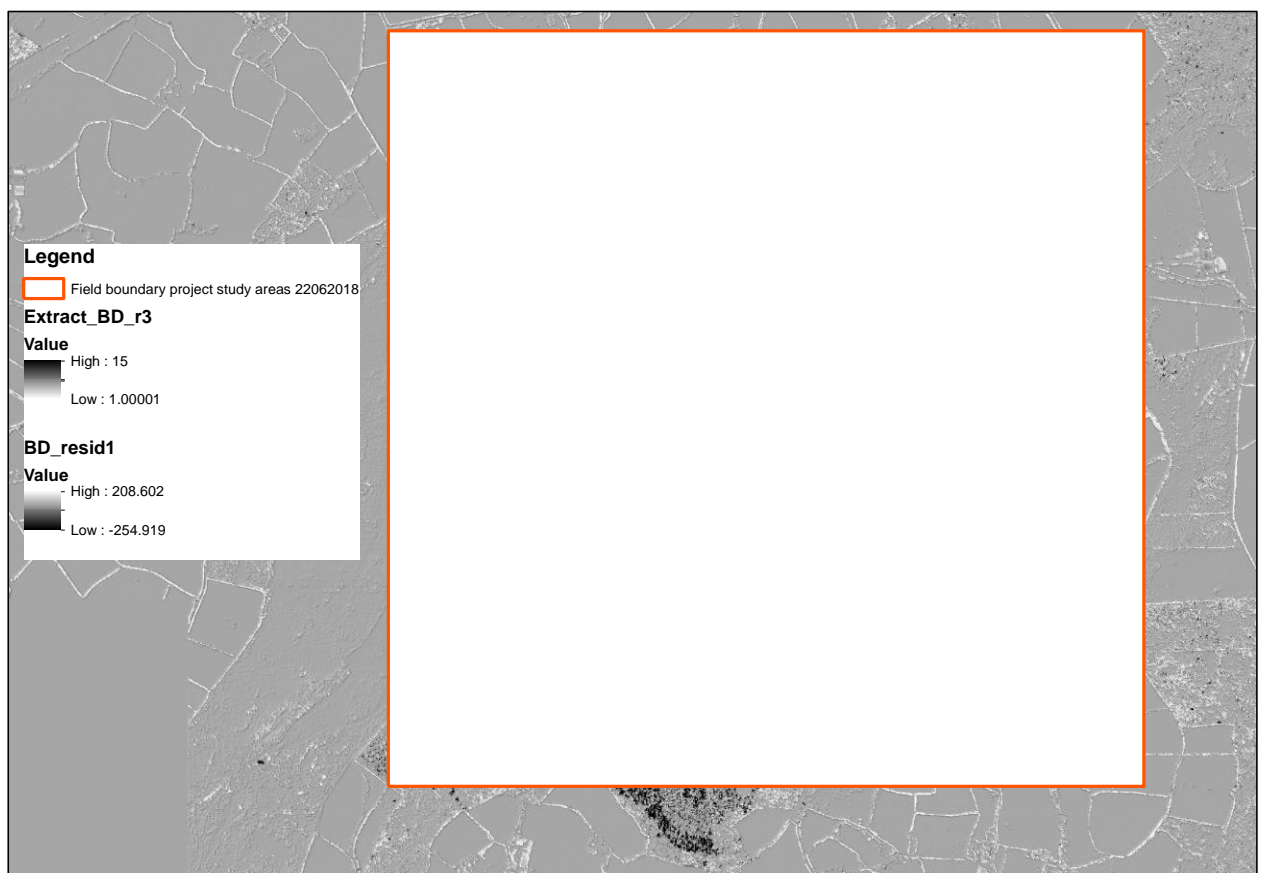 Legend
Field boundary project study areas 22062018
Extract_BD_r3
Value
High : 15
Low : 1.00001
BD_resid1
Value
High : 208.602
Low : -254.919